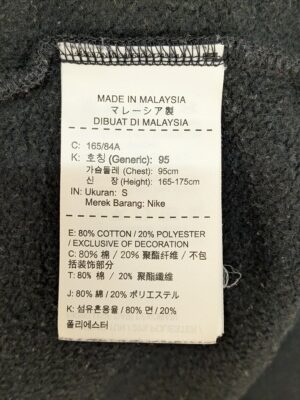 MADE IN MALAYSIA
マレーシア製
DIBUAT DI MALAYSIA
C: 165/84A
K: 호칭 (Generic): 95
가슴둘레 (Chest): 95cm
신 장 (Height): 165-175cm
IN: Ukuran: S
Merek Barang: Nike
E: 80% COTTON / 20% POLYESTER
/ EXCLUSIVE OF DECORATION
C: 80% 棉 / 20% 聚酯纤维 / 不包
括装饰部分
T: 80% 棉 / 20% 聚酯纖維
J: 80% 綿 / 20% ポリエステル
K: 섬유혼용율 / 80% 면 / 20%
폴리에스터